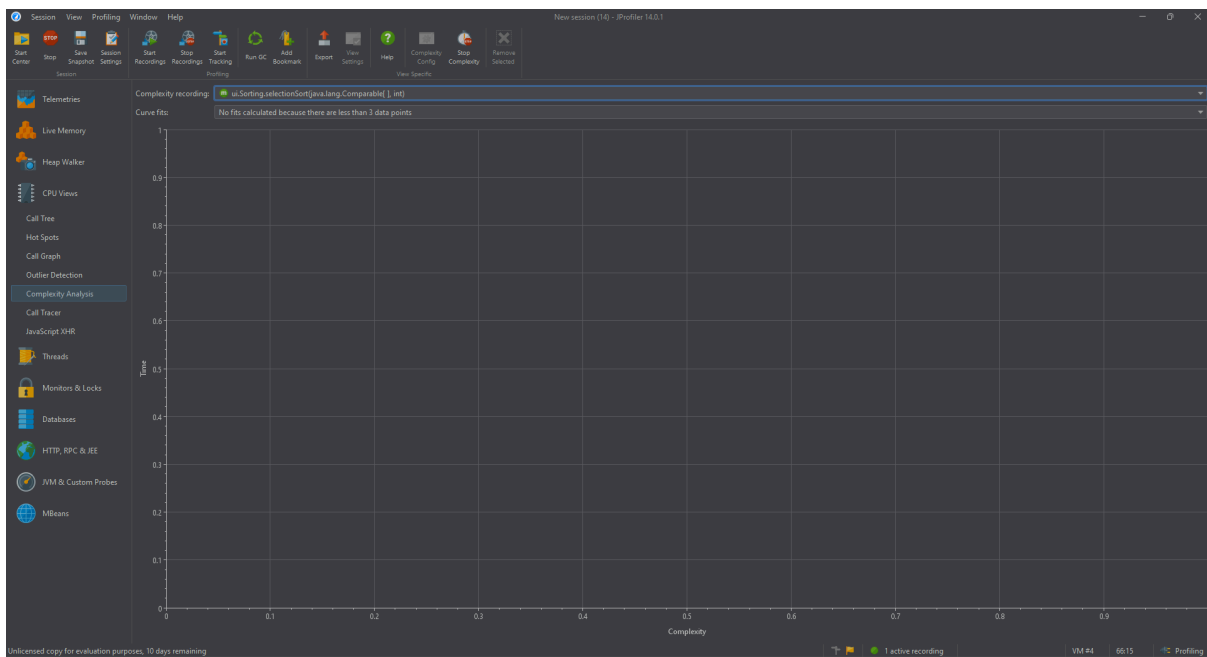 Session View Profiling Window Help
New session (14) - JProfiler 14.0.1
Start Center
STOP
Stop
Save Snapshot
Session Settings
Session
Start Recordings
Stop Recordings
Start Tracking
Profiling
Run GC
Add Bookmark
Export
View Settings
Help
Complexity Config
Stop Complexity
Remove Selected
View Specific
Telemetries
Live Memory
Heap Walker
CPU Views
Call Tree
Hot Spots
Call Graph
Outlier Detection
Complexity Analysis
Call Tracer
JavaScript XHR
Threads
Monitors & Locks
Databases
HTTP, RPC & JEE
JVM & Custom Probes
MBeans
Complexity recording: ui.Sorting.selectionSort(java.lang.Comparable[ ], int)
Curve fits: No fits calculated because there are less than 3 data points
1
0.9
0.8
0.7
0.6
0.5
0.4
0.3
0.2
0.1
0
Time
0 0.1 0.2 0.3 0.4 0.5 0.6 0.7 0.8 0.9
Complexity
Unlicensed copy for evaluation purposes, 10 days remaining
1 active recording
VM #4
66:15
Profiling